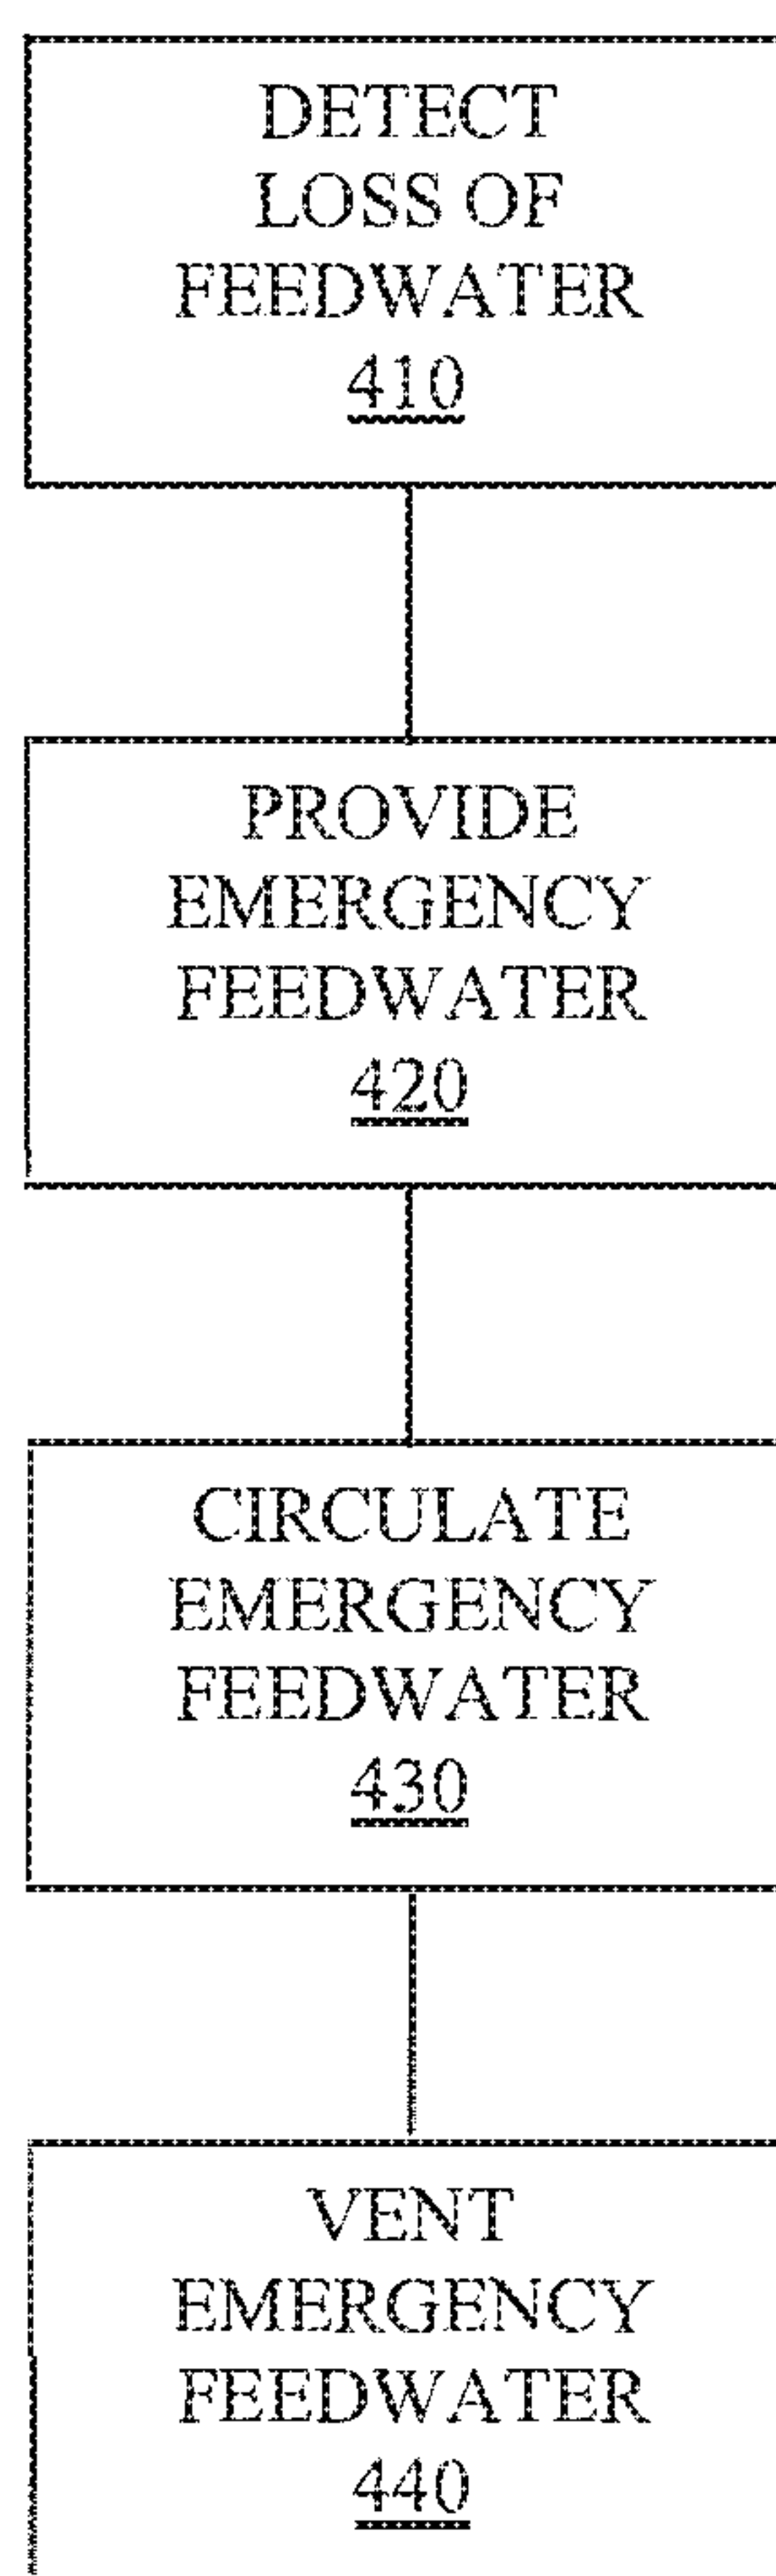 DETECT
LOSS OF
FEEDWATER
410
PROVIDE
EMERGENCY
FEEDWATER
420
CIRCULATE
EMERGENCY
FEEDWATER
430
VENT
EMERGENCY
FEEDWATER
440